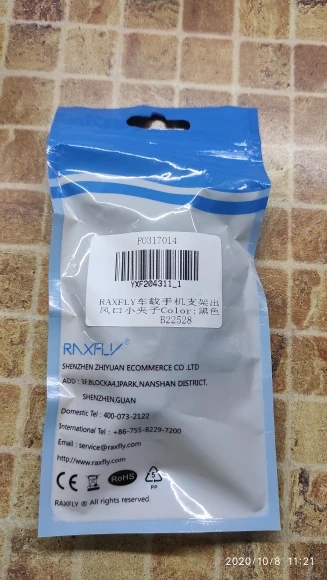 P0317014
YXF204311_1
RAXFLY车载手机支架出
风口小夹子Color:黑色
B22528
RAXFLY®
SHENZHEN ZHIYUAN ECOMMERCE CO .,LTD
ADD : 3F,BLOCKA4,IPARK,NANSHAN DISTRICT,
SHENZHEN,GUAN
Domestic Tel : 400-073-2122
International Tel : +86-755-8229-7200
Email : service@raxfly.com
http://www.raxfly.com
CE RoHS 5 PP
RAXFLY ® All rights reserved.
2020/10/8 11:21